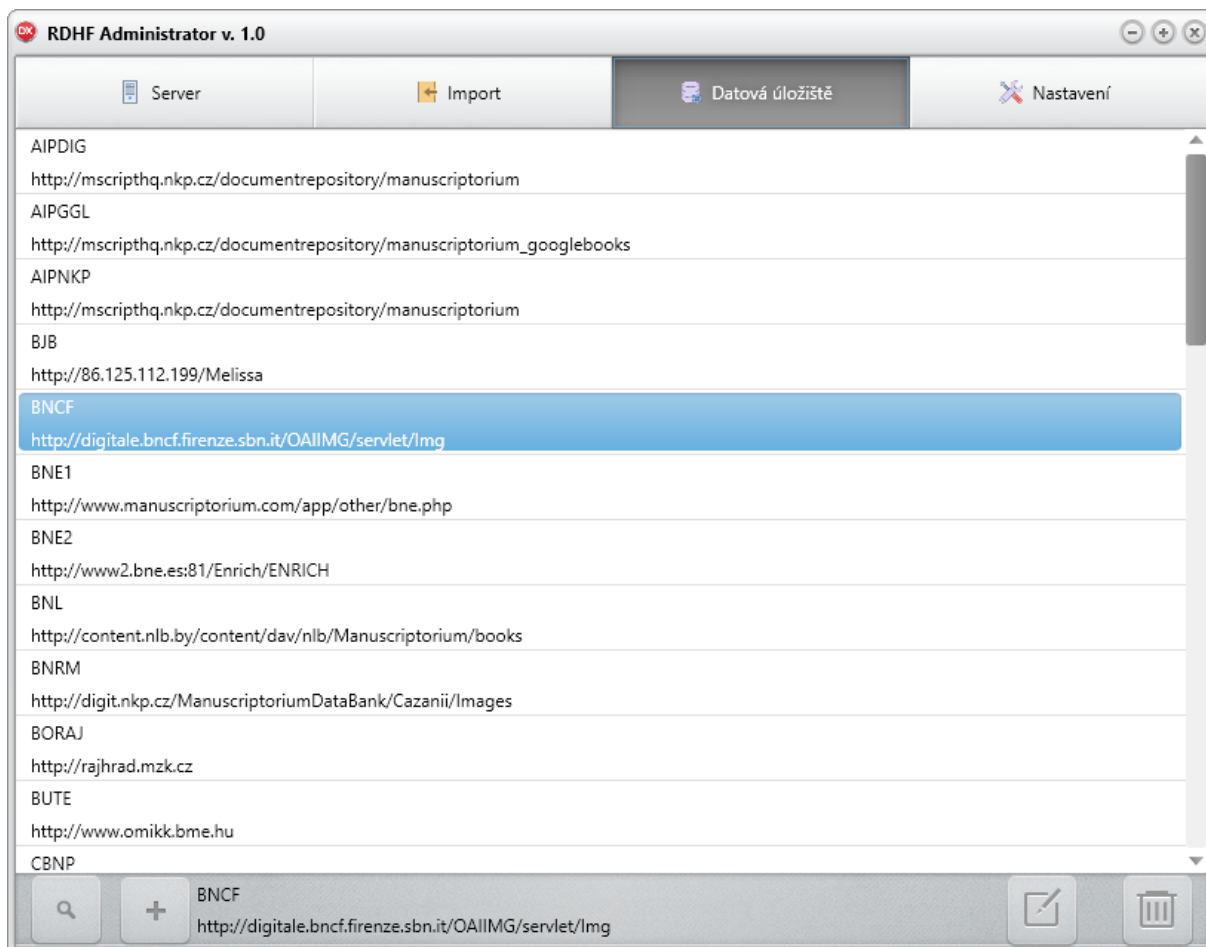 DX RDHF Administrator v. 1.0
Server Import Datová úložiště Nastavení
AIPDIG
http://mscripthq.nkp.cz/documentrepository/manuscriptorium
AIPGGL
http://mscripthq.nkp.cz/documentrepository/manuscriptorium_googlebooks
AIPNKP
http://mscripthq.nkp.cz/documentrepository/manuscriptorium
BJB
http://86.125.112.199/Melissa
BNCF
http://digitale.bncf.firenze.sbn.it/OAIIMG/servlet/Img
BNE1
http://www.manuscriptorium.com/app/other/bne.php
BNE2
http://www2.bne.es:81/Enrich/ENRICH
BNL
http://content.nlb.by/content/dav/nlb/Manuscriptorium/books
BNRM
http://digit.nkp.cz/ManuscriptoriumDataBank/Cazanii/Images
BORAJ
http://rajhrad.mzk.cz
BUTE
http://www.omikk.bme.hu
CBNP
BNCF
http://digitale.bncf.firenze.sbn.it/OAIIMG/servlet/Img